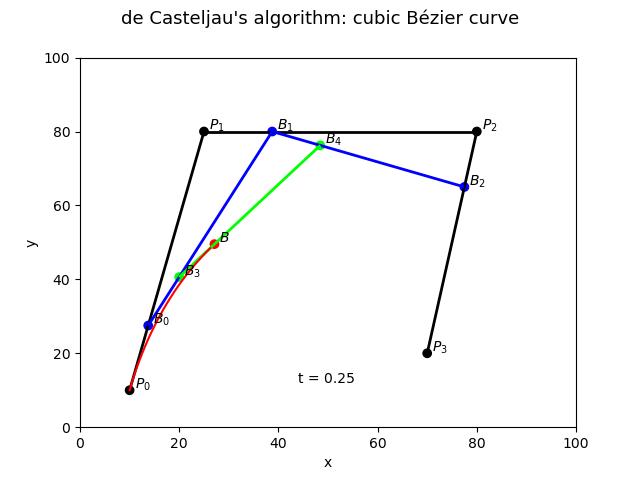 de Casteljau's algorithm: cubic Bézier curve
100
80
60
40
20
0
y
P₁
B₁
P₂
B₄
B₂
B
B₃
B₀
P₃
P₀
t = 0.25
0 20 40 60 80 100
x